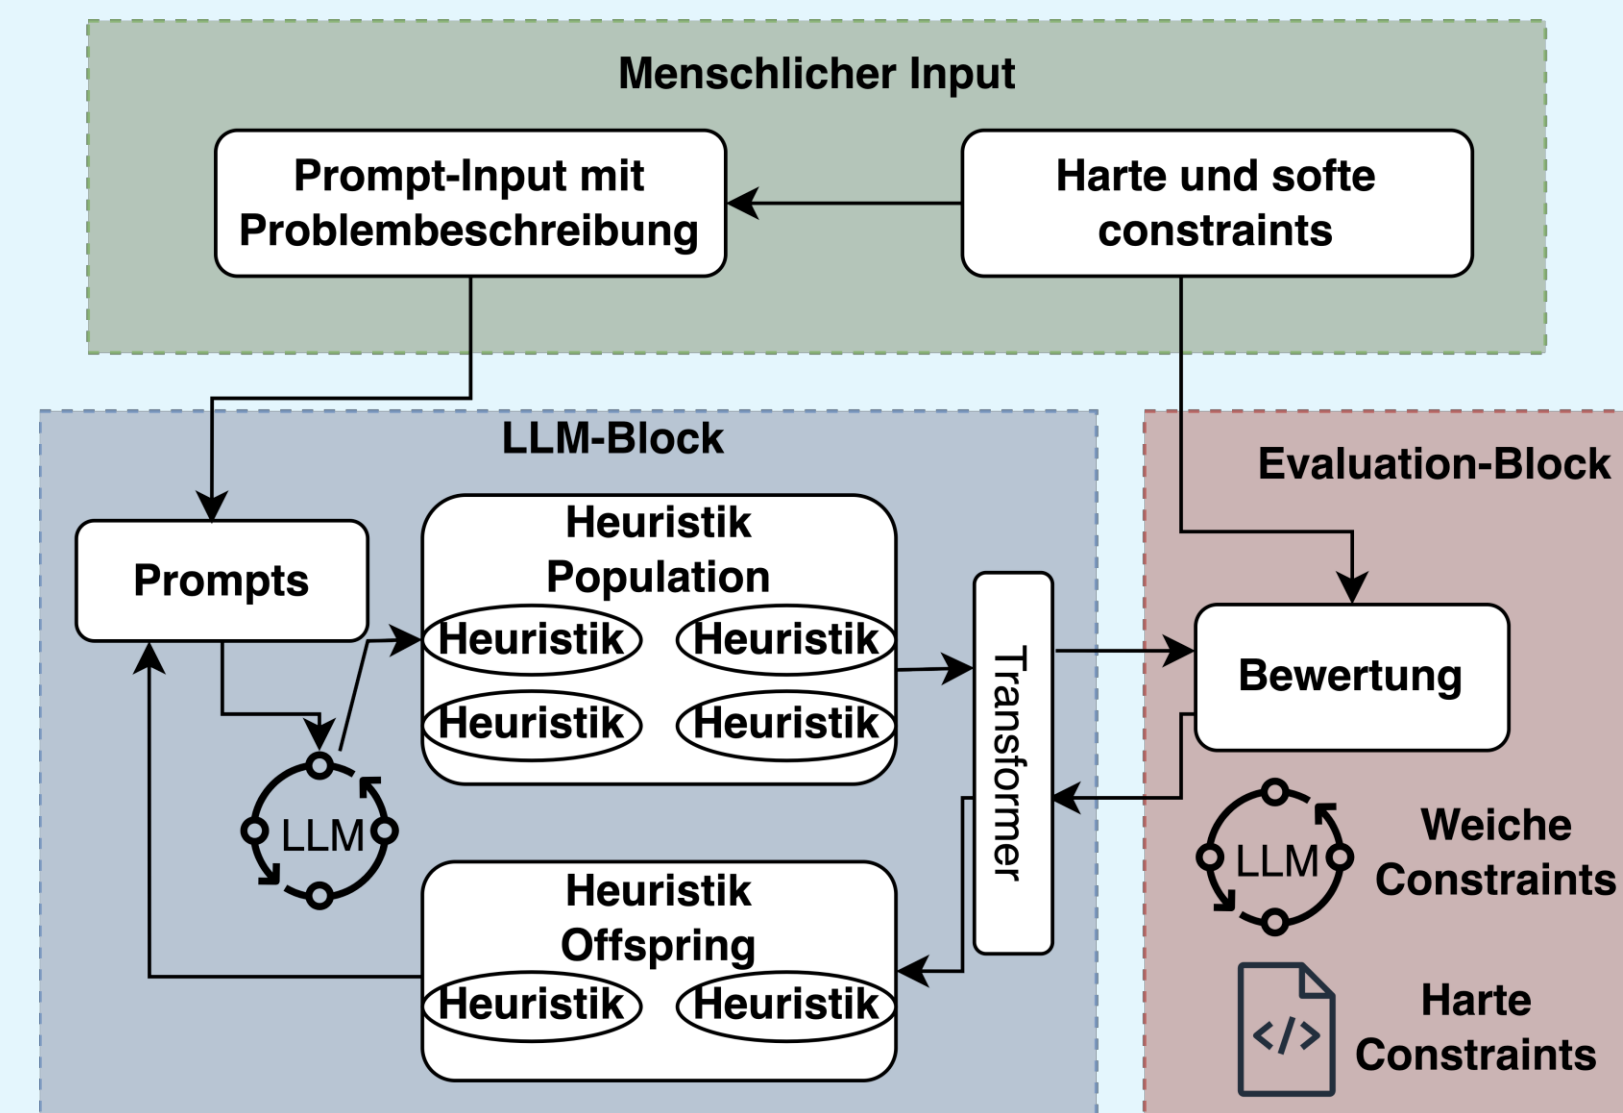 Menschlicher Input
Prompt-Input mit
Problembeschreibung
Harte und softe
constraints
LLM-Block
Prompts
Heuristik
Population
Heuristik
Heuristik
Heuristik
Heuristik
LLM
Transformer
Heuristik
Offspring
Heuristik
Heuristik
Evaluation-Block
Bewertung
LLM
Weiche
Constraints
</>
Harte
Constraints